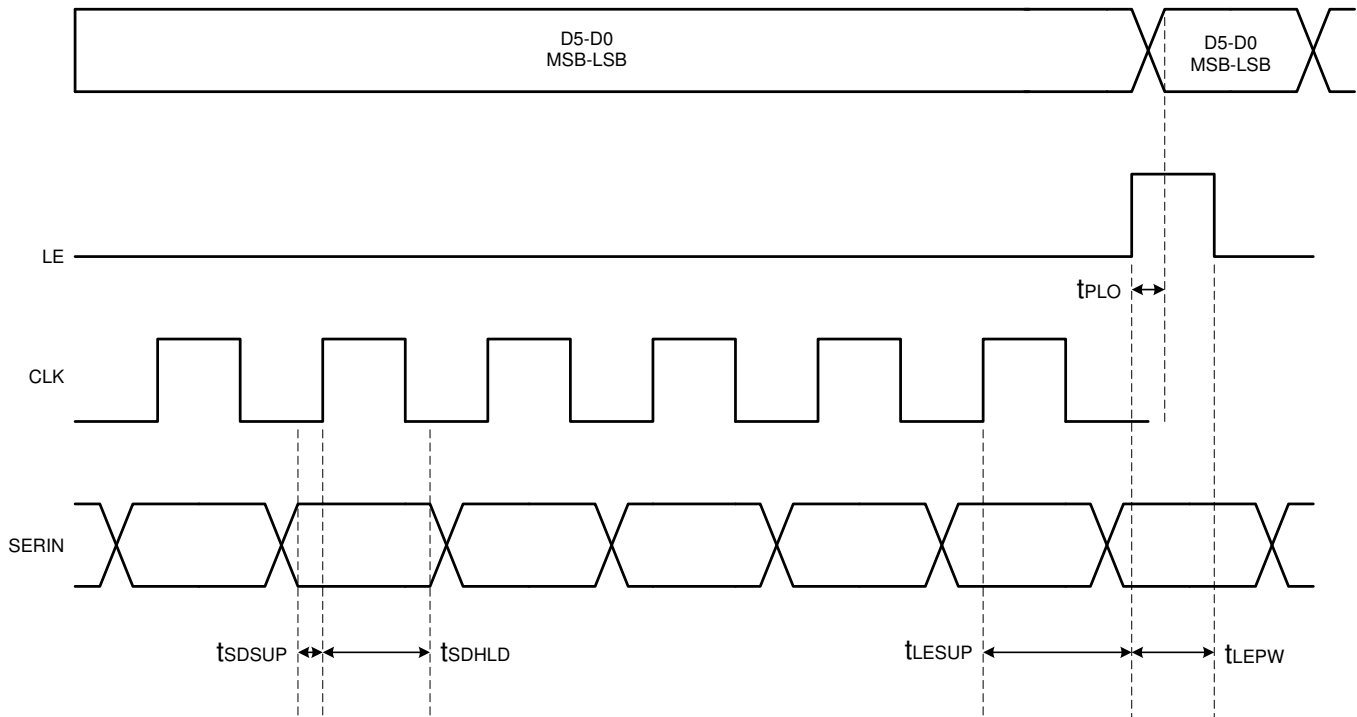 D5-D0
MSB-LSB
D5-D0
MSB-LSB
LE
tPLO
CLK
SERIN
tSDSUP
tSDHLD
tLESUP
tLEPW